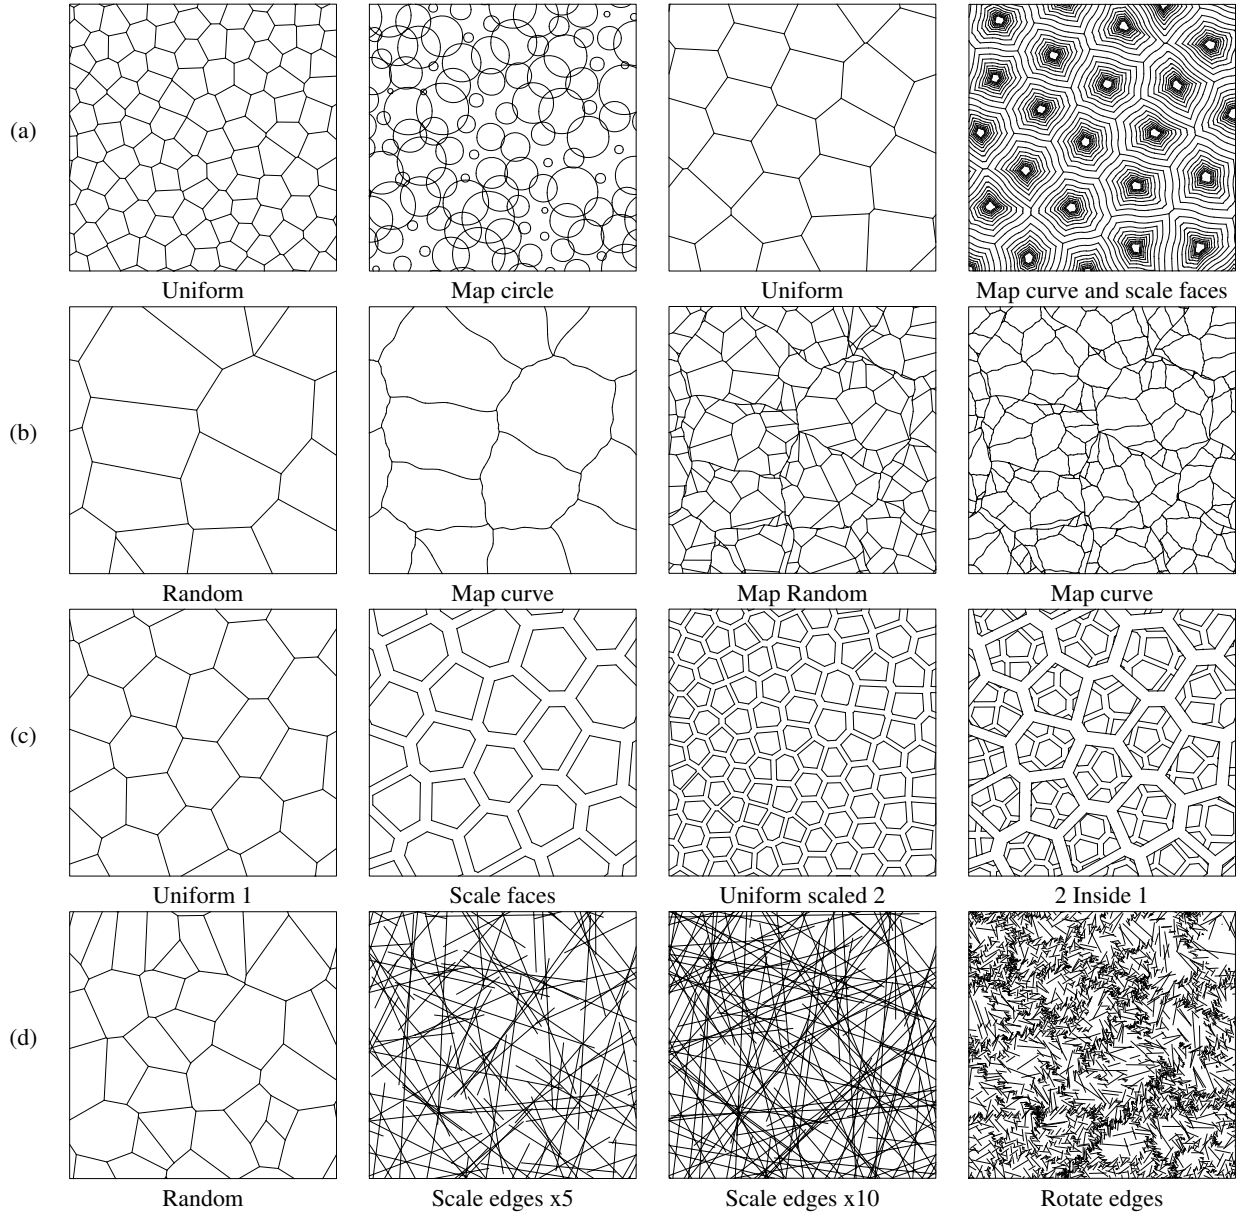 (a)
Uniform
Map circle
Uniform
Map curve and scale faces
(b)
Random
Map curve
Map Random
Map curve
(c)
Uniform 1
Scale faces
Uniform scaled 2
2 Inside 1
(d)
Random
Scale edges x5
Scale edges x10
Rotate edges